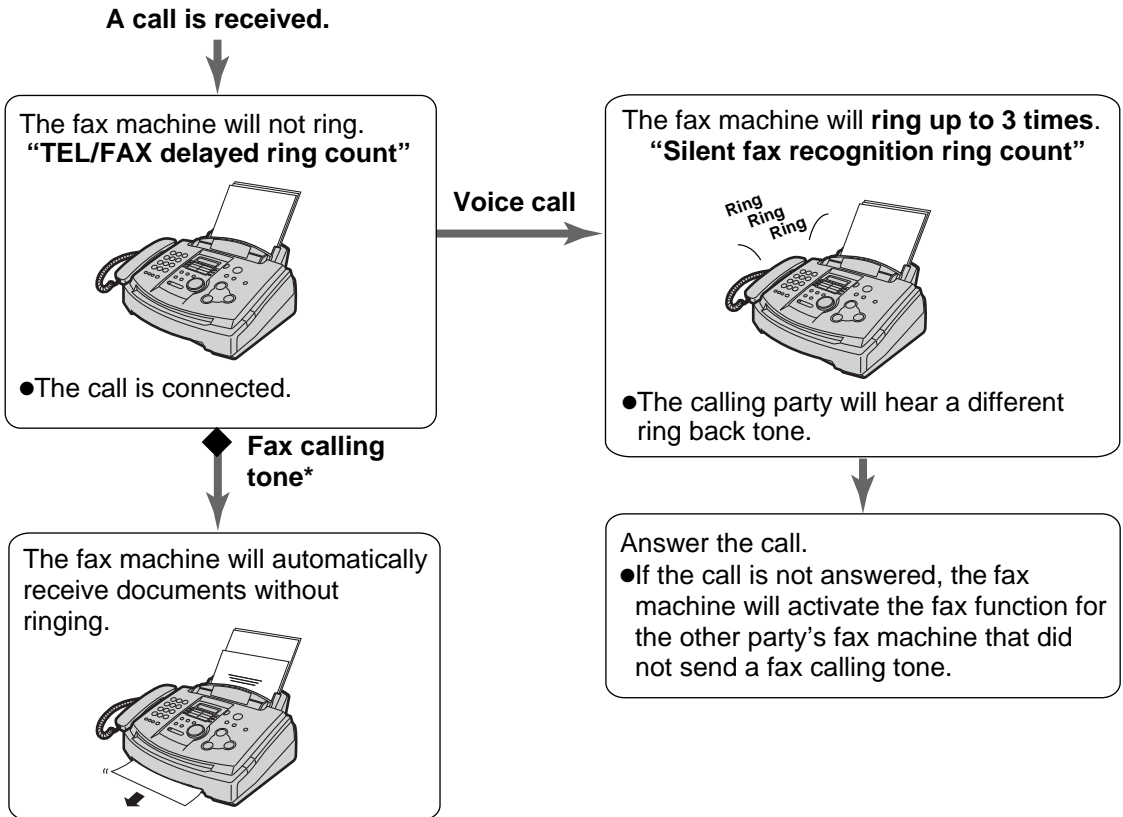 A call is received.
The fax machine will not ring.
“TEL/FAX delayed ring count”
●The call is connected.
Voice call
The fax machine will ring up to 3 times.
“Silent fax recognition ring count”
Ring
Ring
Ring
●The calling party will hear a different
ring back tone.
Fax calling
tone*
The fax machine will automatically
receive documents without
ringing.
Answer the call.
●If the call is not answered, the fax
machine will activate the fax function for
the other party’s fax machine that did
not send a fax calling tone.